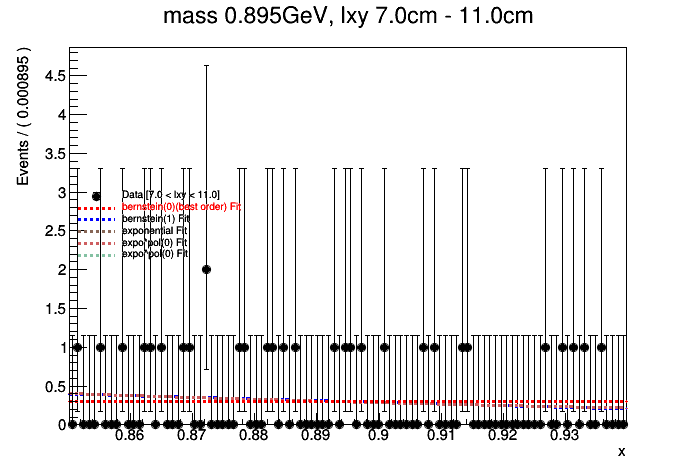 mass 0.895GeV, lxy 7.0cm - 11.0cm
Events / ( 0.000895 )
4.5
4
3.5
3
2.5
2
1.5
1
0.5
0
Data [7.0 < lxy < 11.0]
bernstein(0)(best order) Fit
bernstein(1) Fit
exponential Fit
expo*pol(0) Fit
expo*pol(0) Fit
0.86 0.87 0.88 0.89 0.9 0.91 0.92 0.93
x